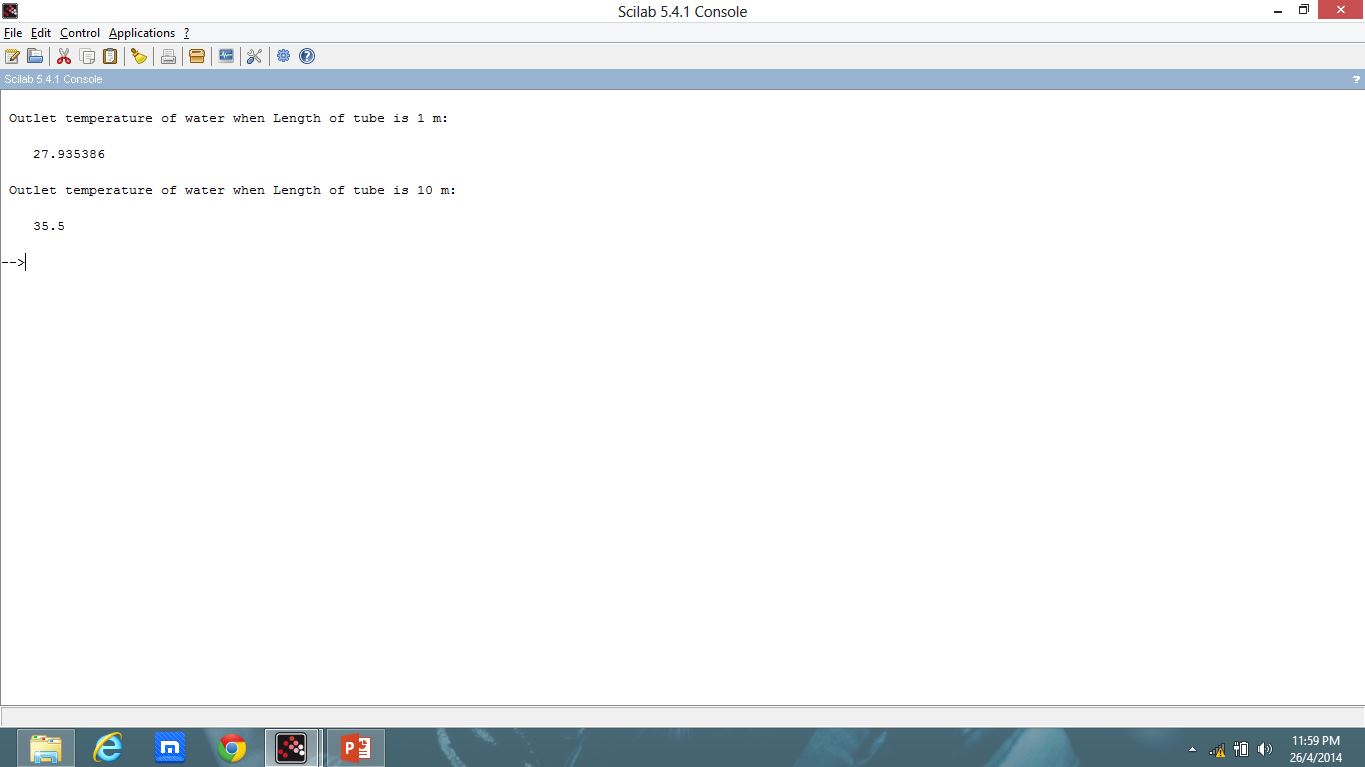 Scilab 5.4.1 Console
File Edit Control Applications ?
Scilab 5.4.1 Console ?
Outlet temperature of water when Length of tube is 1 m:
27.935386
Outlet temperature of water when Length of tube is 10 m:
35.5
-->
11:59 PM
26/4/2014